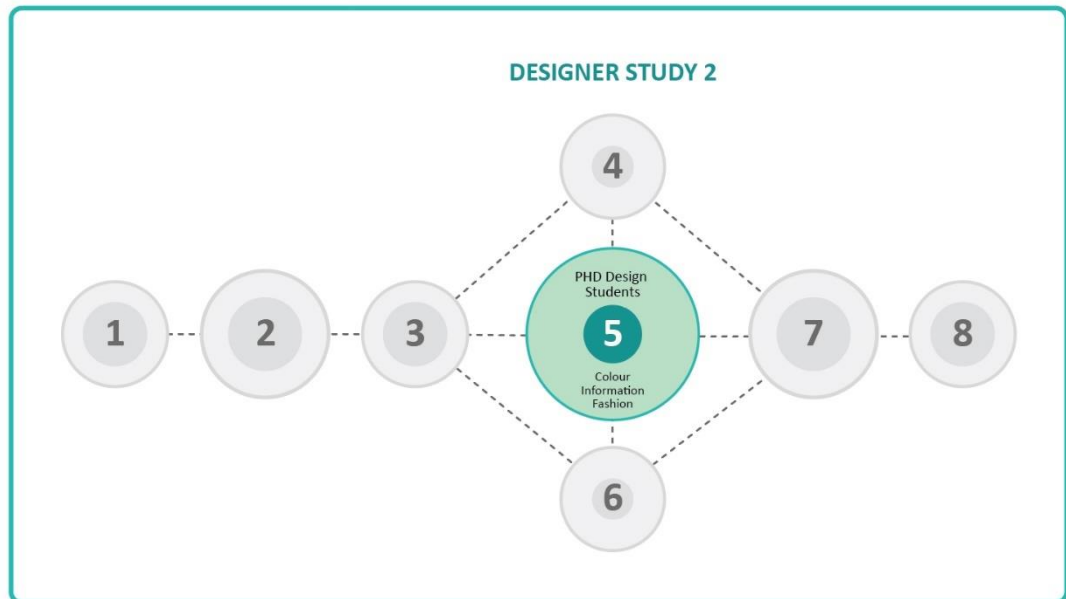 DESIGNER STUDY 2
4
PHD Design
Students
1
2
3
5
7
8
Colour
Information
Fashion
6